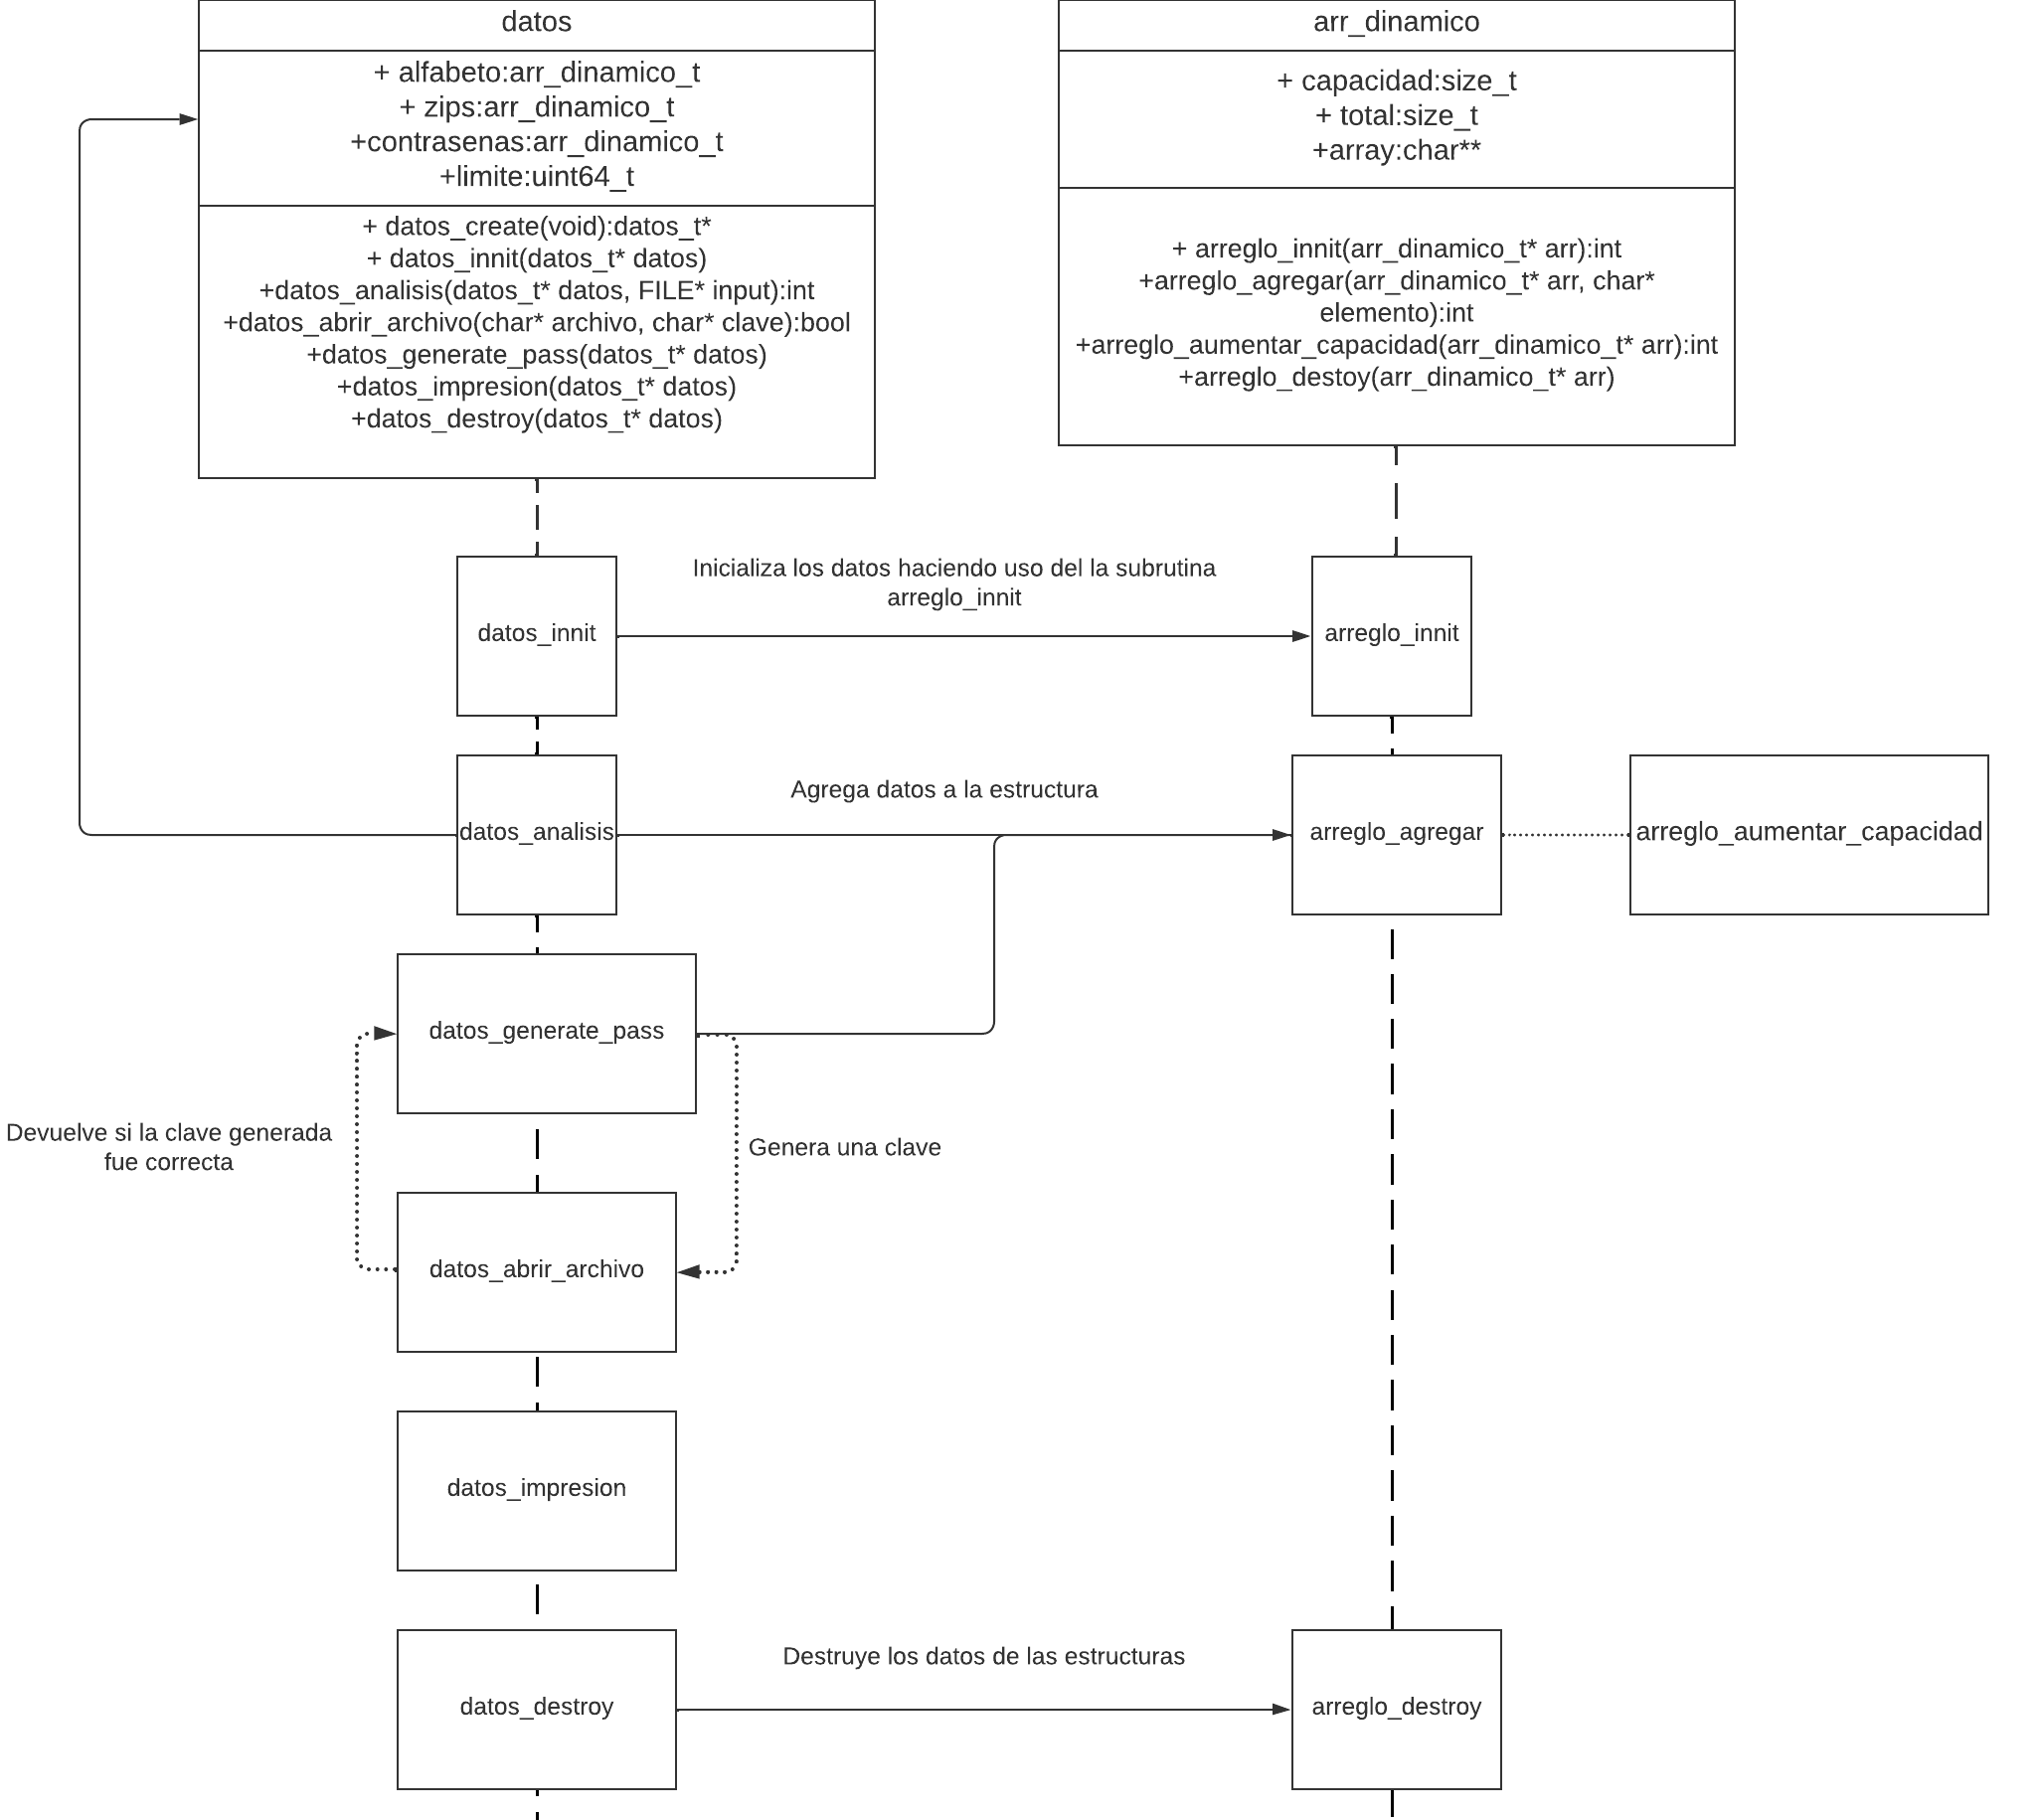 datos
+ alfabeto:arr_dinamico_t
+ zips:arr_dinamico_t
+contrasenas:arr_dinamico_t
+limite:uint64_t
+ datos_create(void):datos_t*
+ datos_innit(datos_t* datos)
+datos_analisis(datos_t* datos, FILE* input):int
+datos_abrir_archivo(char* archivo, char* clave):bool
+datos_generate_pass(datos_t* datos)
+datos_impresion(datos_t* datos)
+datos_destroy(datos_t* datos)
arr_dinamico
+ capacidad:size_t
+ total:size_t
+array:char**
+ arreglo_innit(arr_dinamico_t* arr):int
+arreglo_agregar(arr_dinamico_t* arr, char*
elemento):int
+arreglo_aumentar_capacidad(arr_dinamico_t* arr):int
+arreglo_destoy(arr_dinamico_t* arr)
datos_innit
Inicializa los datos haciendo uso del la subrutina
arreglo_innit
arreglo_innit
datos_analisis
Agrega datos a la estructura
arreglo_agregar
arreglo_aumentar_capacidad
datos_generate_pass
Devuelve si la clave generada
fue correcta
Genera una clave
datos_abrir_archivo
datos_impresion
datos_destroy
Destruye los datos de las estructuras
arreglo_destroy